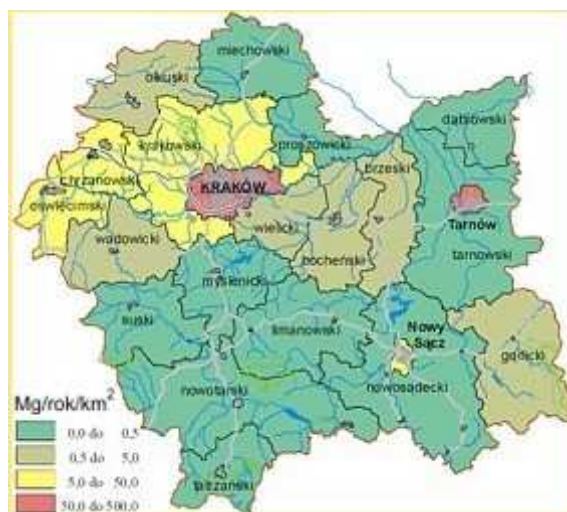 miechowski
olkuski
dąbrowski
krakowski
proszowicki
brzeski
chrzanowski
KRAKÓW
oświęcimski
wielicki
Tarnów
wadowicki
bocheński
tarnowski
myślenicki
suski
limanowski
Nowy
Sącz
gorlicki
nowotarski
nowosądecki
Mg/rok/km²
0,0 do 0,5
0,5 do 5,0
5,0 do 50,0
50,0 do 500,0
tatrzański